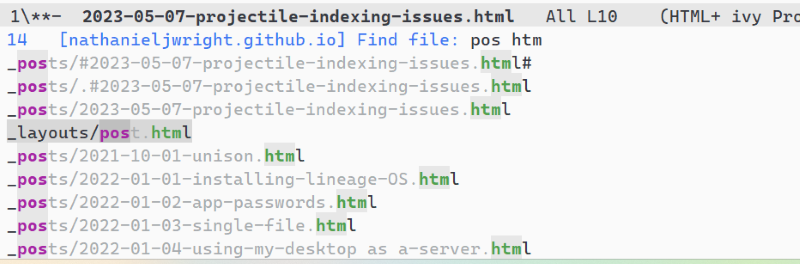 1\**-  2023-05-07-projectile-indexing-issues.html   All L10    (HTML+ ivy Pro
14   [nathanieljwright.github.io] Find file: pos htm
_posts/#2023-05-07-projectile-indexing-issues.html#
_posts/.#2023-05-07-projectile-indexing-issues.html
_posts/2023-05-07-projectile-indexing-issues.html
_layouts/post.html
_posts/2021-10-01-unison.html
_posts/2022-01-01-installing-lineage-OS.html
_posts/2022-01-02-app-passwords.html
_posts/2022-01-03-single-file.html
_posts/2022-01-04-using-my-desktop as a-server.html